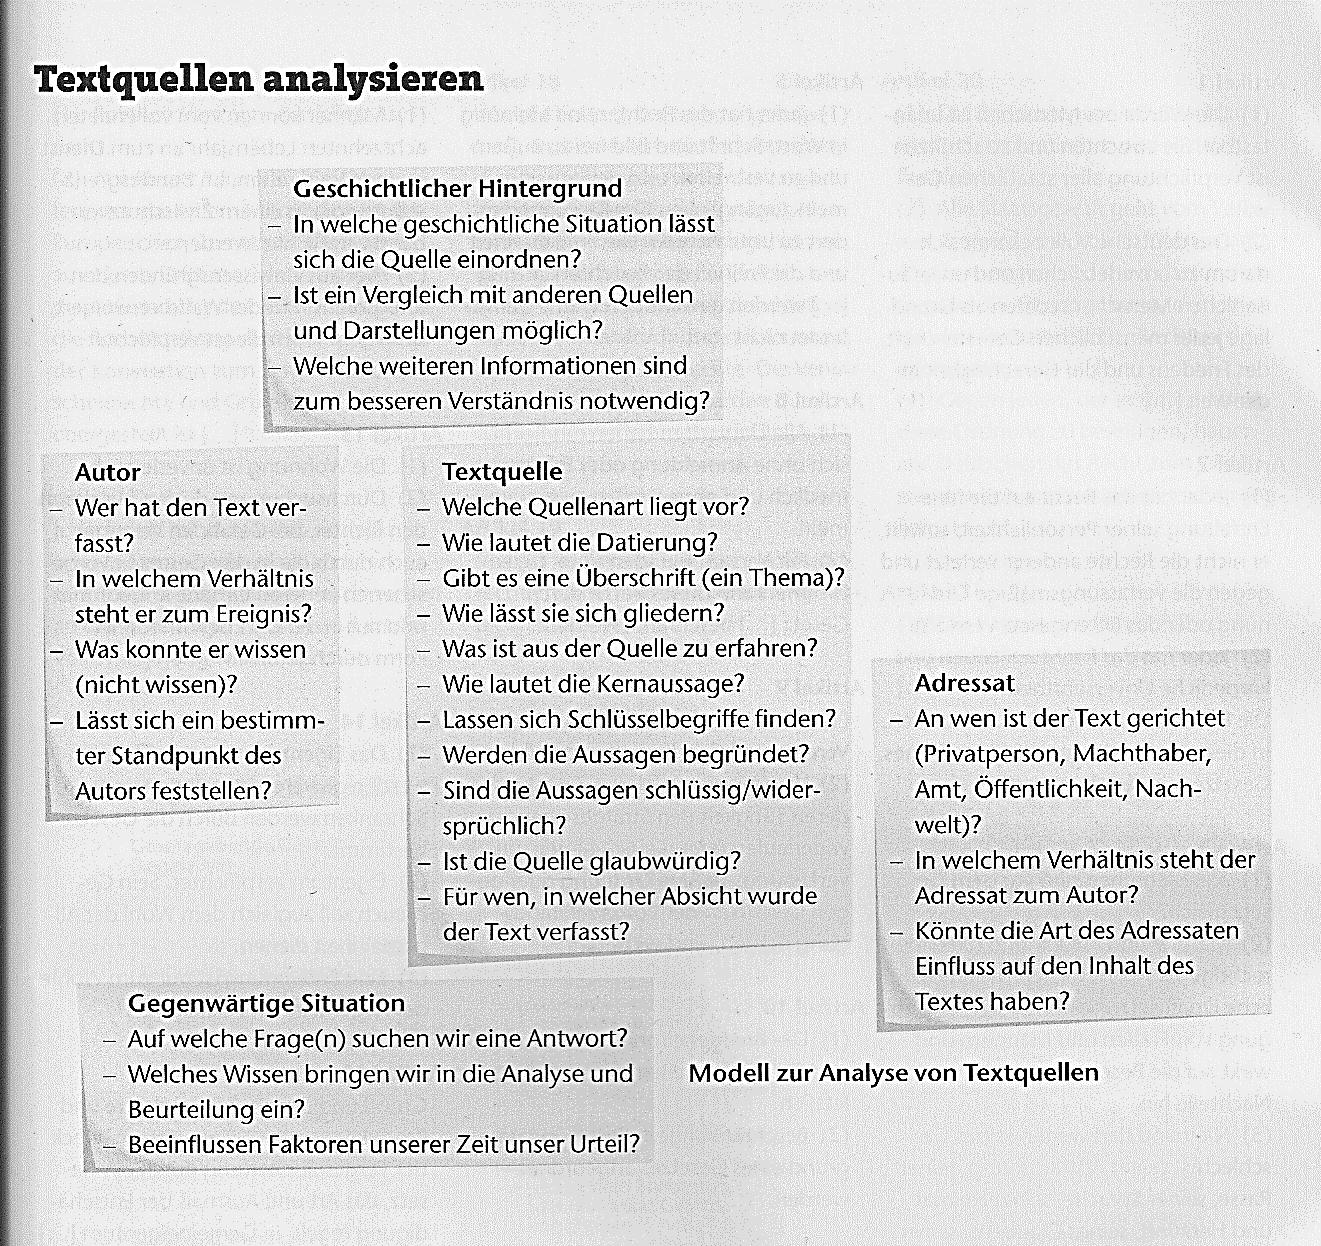 Textquellen analysieren
Geschichtlicher Hintergrund
– In welche geschichtliche Situation lässt
sich die Quelle einordnen?
– Ist ein Vergleich mit anderen Quellen
und Darstellungen möglich?
– Welche weiteren Informationen sind
zum besseren Verständnis notwendig?
Autor
– Wer hat den Text ver-
fasst?
– In welchem Verhältnis
steht er zum Ereignis?
– Was konnte er wissen
(nicht wissen)?
– Lässt sich ein bestimm-
ter Standpunkt des
Autors feststellen?
Textquelle
– Welche Quellenart liegt vor?
– Wie lautet die Datierung?
– Gibt es eine Überschrift (ein Thema)?
– Wie lässt sie sich gliedern?
– Was ist aus der Quelle zu erfahren?
– Wie lautet die Kernaussage?
– Lassen sich Schlüsselbegriffe finden?
– Werden die Aussagen begründet?
– Sind die Aussagen schlüssig/wider-
sprüchlich?
– Ist die Quelle glaubwürdig?
– Für wen, in welcher Absicht wurde
der Text verfasst?
Adressat
– An wen ist der Text gerichtet
(Privatperson, Machthaber,
Amt, Öffentlichkeit, Nach-
welt)?
– In welchem Verhältnis steht der
Adressat zum Autor?
– Könnte die Art des Adressaten
Einfluss auf den Inhalt des
Textes haben?
Gegenwärtige Situation
– Auf welche Frage(n) suchen wir eine Antwort?
– Welches Wissen bringen wir in die Analyse und
Beurteilung ein?
– Beeinflussen Faktoren unserer Zeit unser Urteil?
Modell zur Analyse von Textquellen